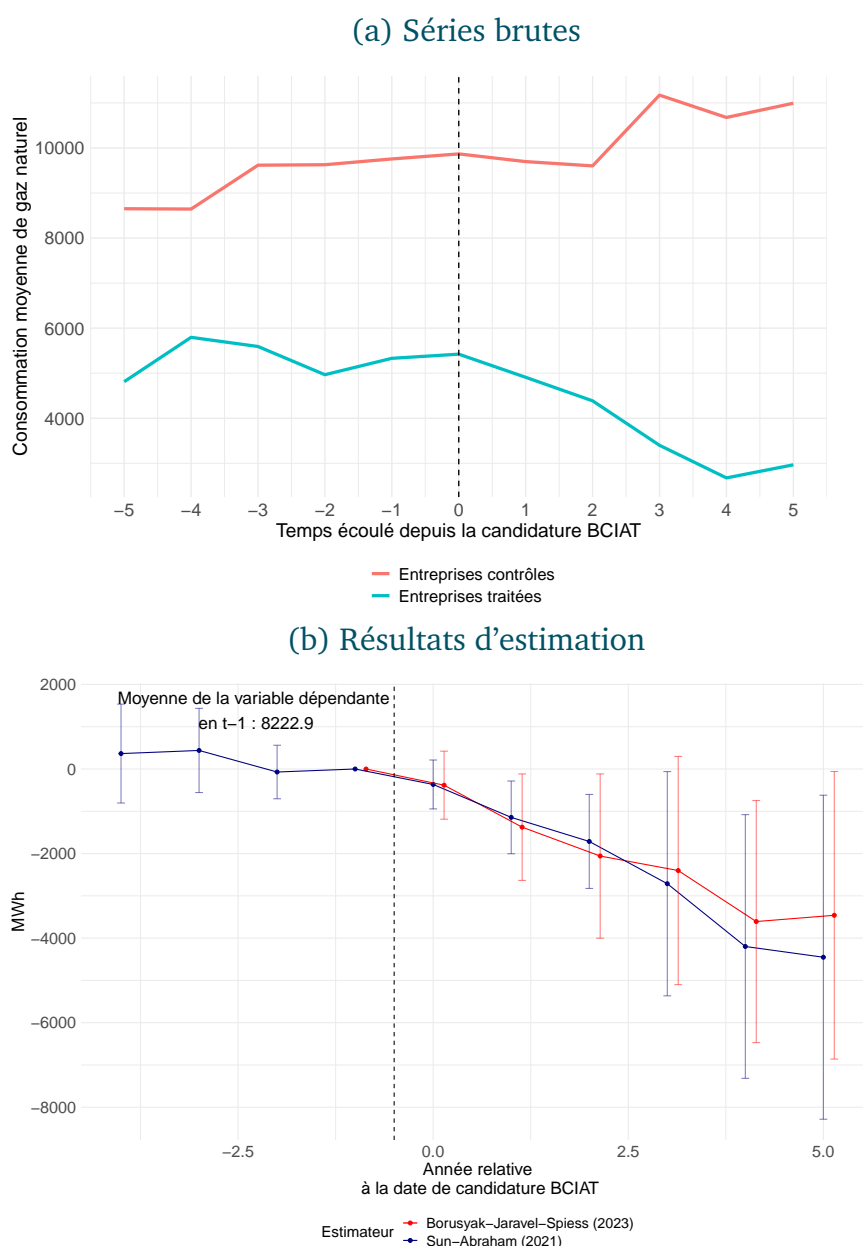 (a) Séries brutes
Consommation moyenne de gaz naturel
10000
8000
6000
4000
−5 −4 −3 −2 −1 0 1 2 3 4 5
Temps écoulé depuis la candidature BCIAT
Entreprises contrôles
Entreprises traitées
(b) Résultats d'estimation
Moyenne de la variable dépendante
en t−1 : 8222.9
MWh
2000
0
−2000
−4000
−6000
−8000
−2.5 0.0 2.5 5.0
Année relative
à la date de candidature BCIAT
Estimateur
Borusyak−Jaravel−Spiess (2023)
Sun−Abraham (2021)